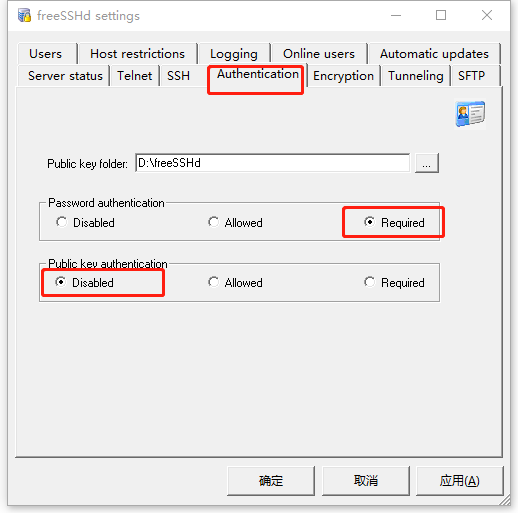 freeSSHd settings
Users Host restrictions Logging Online users Automatic updates
Server status Telnet SSH Authentication Encryption Tunneling SFTP
Public key folder: D:\freeSSHd ...
Password authentication
Disabled Allowed Required
Public key authentication
Disabled Allowed Required
确定 取消 应用(A)